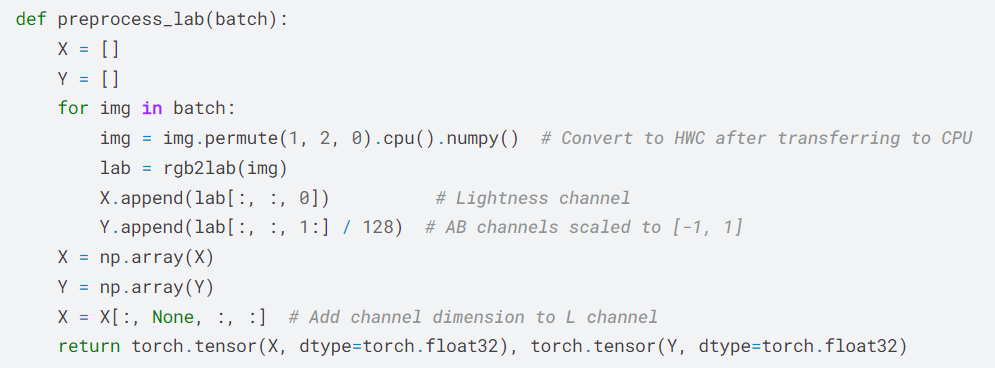 def preprocess_lab(batch):
    X = []
    Y = []
    for img in batch:
        img = img.permute(1, 2, 0).cpu().numpy()  # Convert to HWC after transferring to CPU
        lab = rgb2lab(img)
        X.append(lab[:, :, 0])          # Lightness channel
        Y.append(lab[:, :, 1:] / 128)  # AB channels scaled to [-1, 1]
    X = np.array(X)
    Y = np.array(Y)
    X = X[:, None, :, :]  # Add channel dimension to L channel
    return torch.tensor(X, dtype=torch.float32), torch.tensor(Y, dtype=torch.float32)